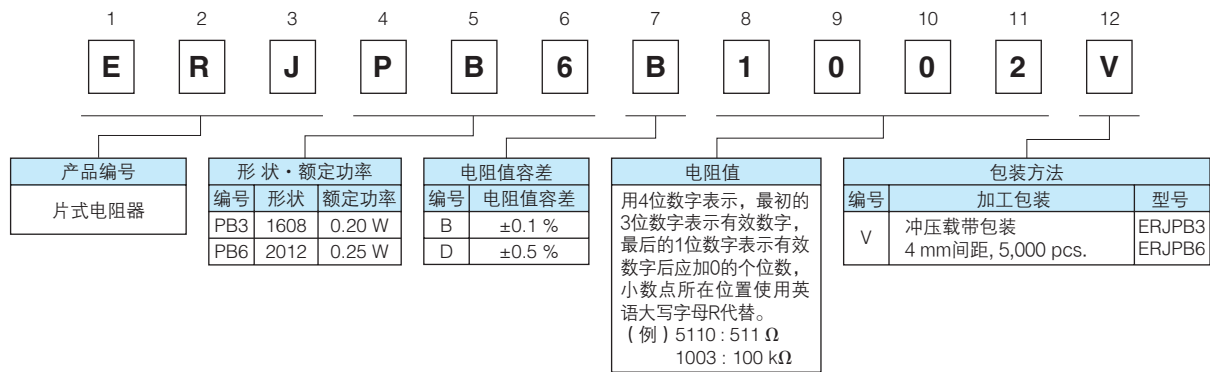 1 2 3 4 5 6 7 8 9 10 11 12
E R J P B 6 B 1 0 0 2 V
产品编号
片式电阻器
形 状・额定功率
编号 形状 额定功率
PB3 1608 0.20 W
PB6 2012 0.25 W
电阻值容差
编号 电阻值容差
B ±0.1 %
D ±0.5 %
电阻值
用4位数字表示，最初的
3位数字表示有效数字，
最后的1位数字表示有效
数字后应加0的个位数，
小数点所在位置使用英
语大写字母R代替。
（例）5110 : 511 Ω
1003 : 100 kΩ
包装方法
编号 加工包装 型号
V 冲压载带包装 ERJPB3
4 mm间距, 5,000 pcs. ERJPB6